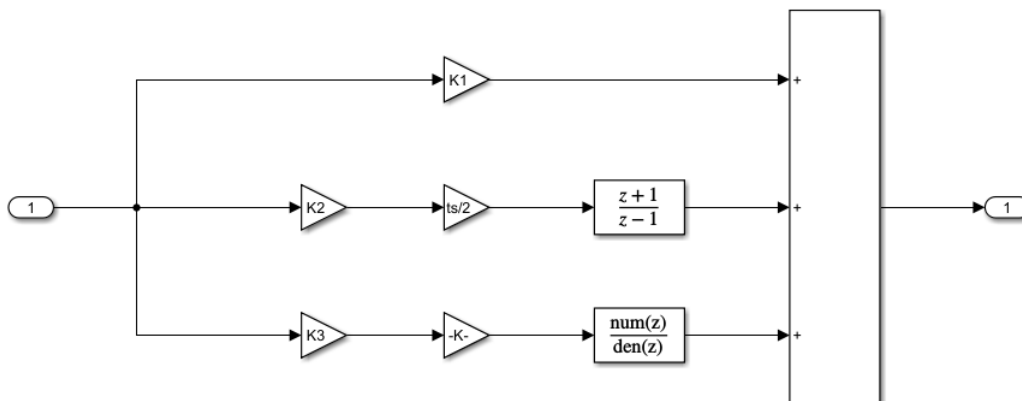 K1
+
1
K2
ts/2
z + 1
z − 1
+
1
K3
-K-
num(z)
den(z)
+